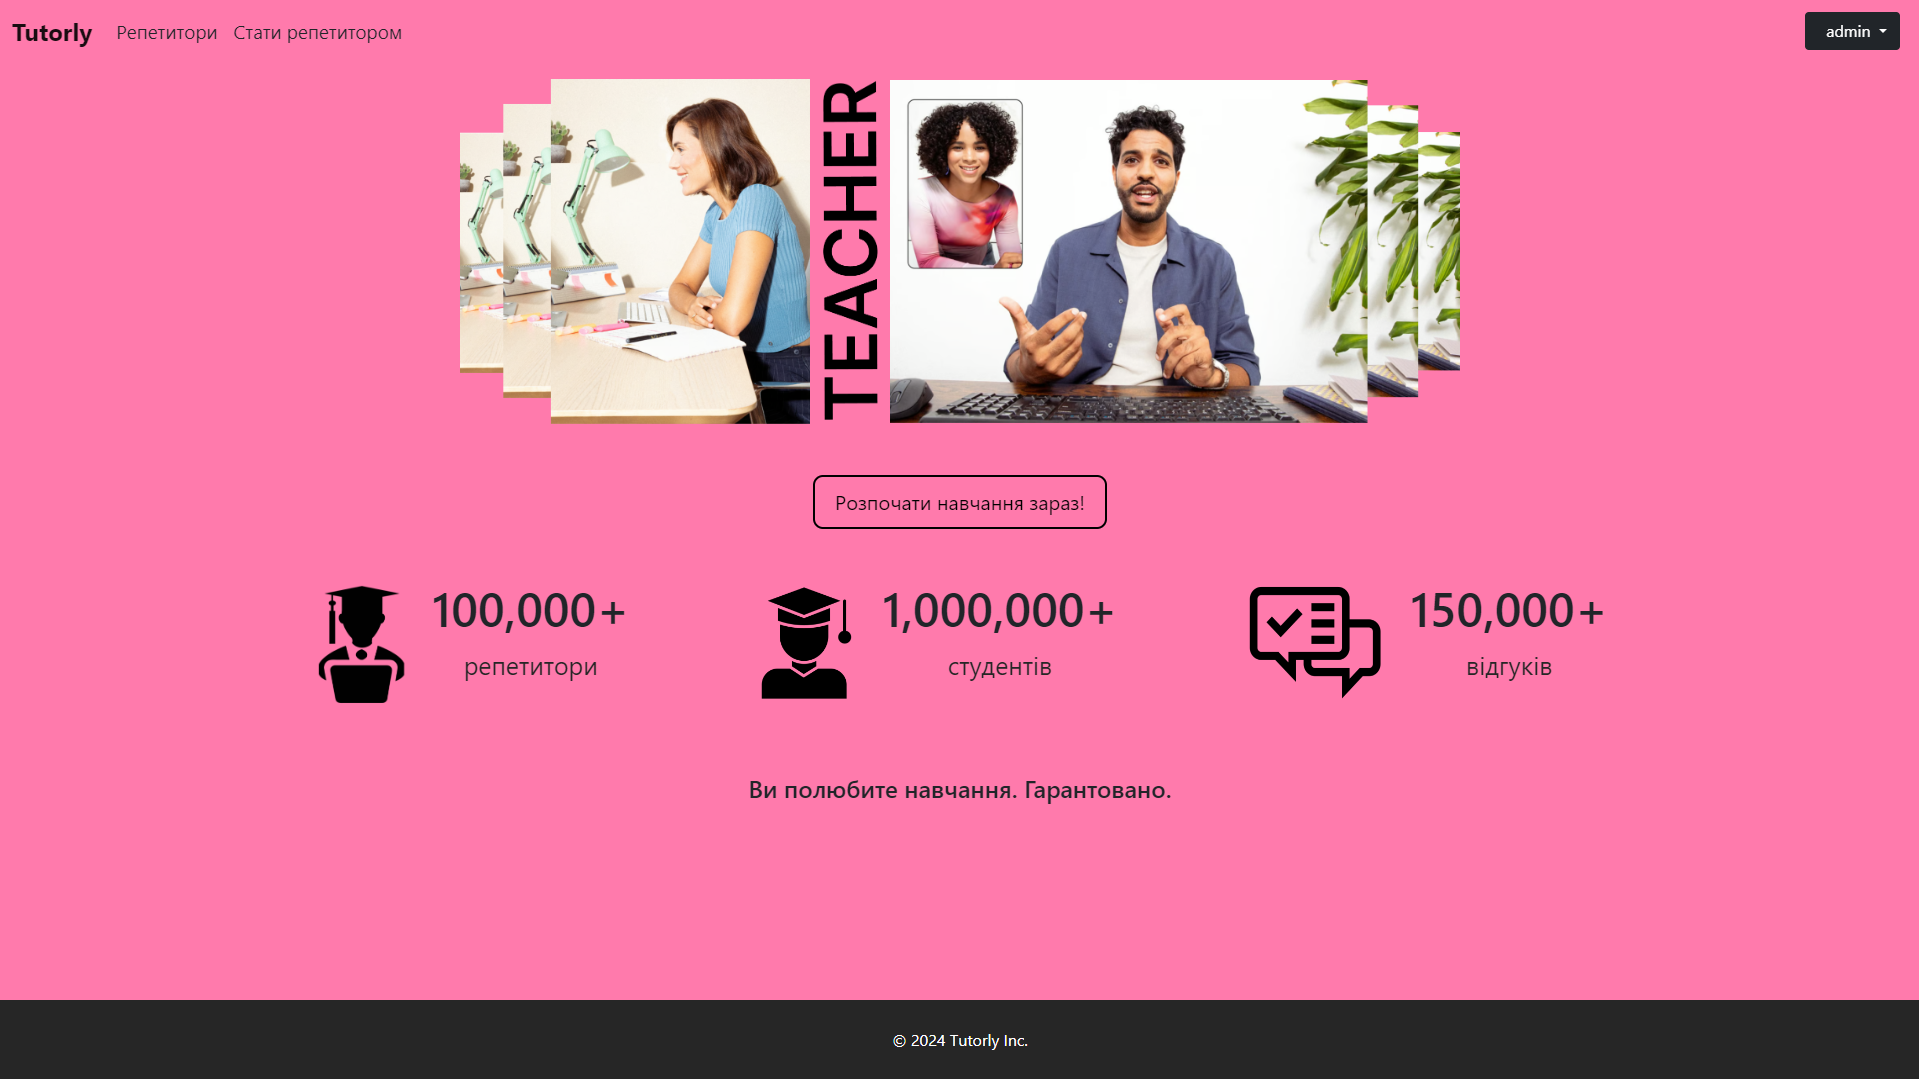 Tutorly
Репетитори
Стати репетитором
admin
TEACHER
Розпочати навчання зараз!
100,000+
репетитори
1,000,000+
студентів
150,000+
відгуків
Ви полюбите навчання. Гарантовано.
© 2024 Tutorly Inc.